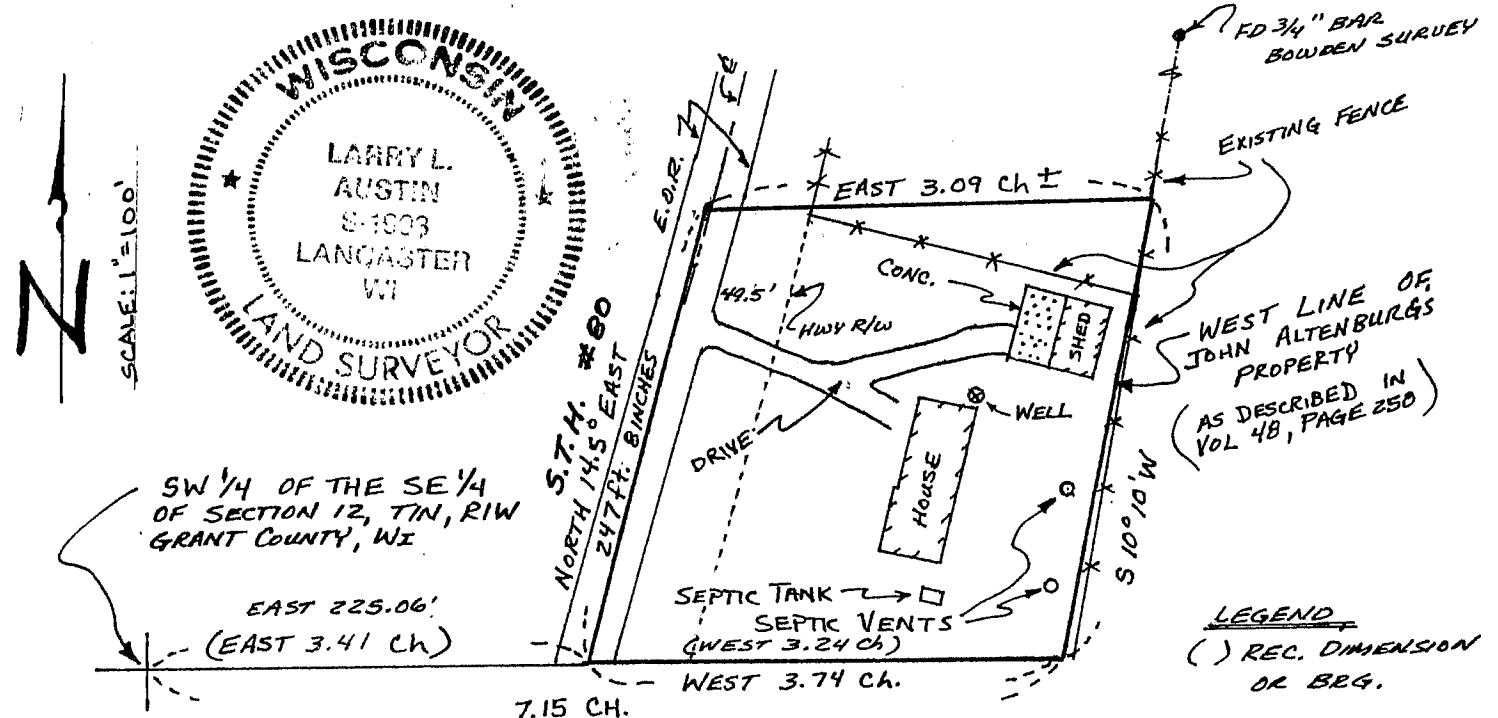 FD 3/4" BAR
BOWDEN SURVEY
WISCONSIN
LARRY L.
AUSTIN
S-1903
LANCASTER
WI
LAND SURVEYOR
N
SCALE: 1"=100'
E.O.R.
EAST 3.09 Ch ±
EXISTING FENCE
CONC.
49.5'
HWY R/W
SHED
WEST LINE OF
JOHN ALTENBURGS
PROPERTY
(AS DESCRIBED IN
VOL 48, PAGE 250)
S.T.H. #80
NORTH 14.5° EAST
247 ft. 8 INCHES
WELL
DRIVE
HOUSE
S 10° 10' W
SW 1/4 OF THE SE 1/4
OF SECTION 12, T1N, R1W
GRANT COUNTY, WI
SEPTIC TANK
SEPTIC VENTS
EAST 225.06'
(EAST 3.41 Ch)
(WEST 3.24 Ch)
WEST 3.74 Ch.
7.15 CH.
LEGEND
( ) REC. DIMENSION
OR BRG.